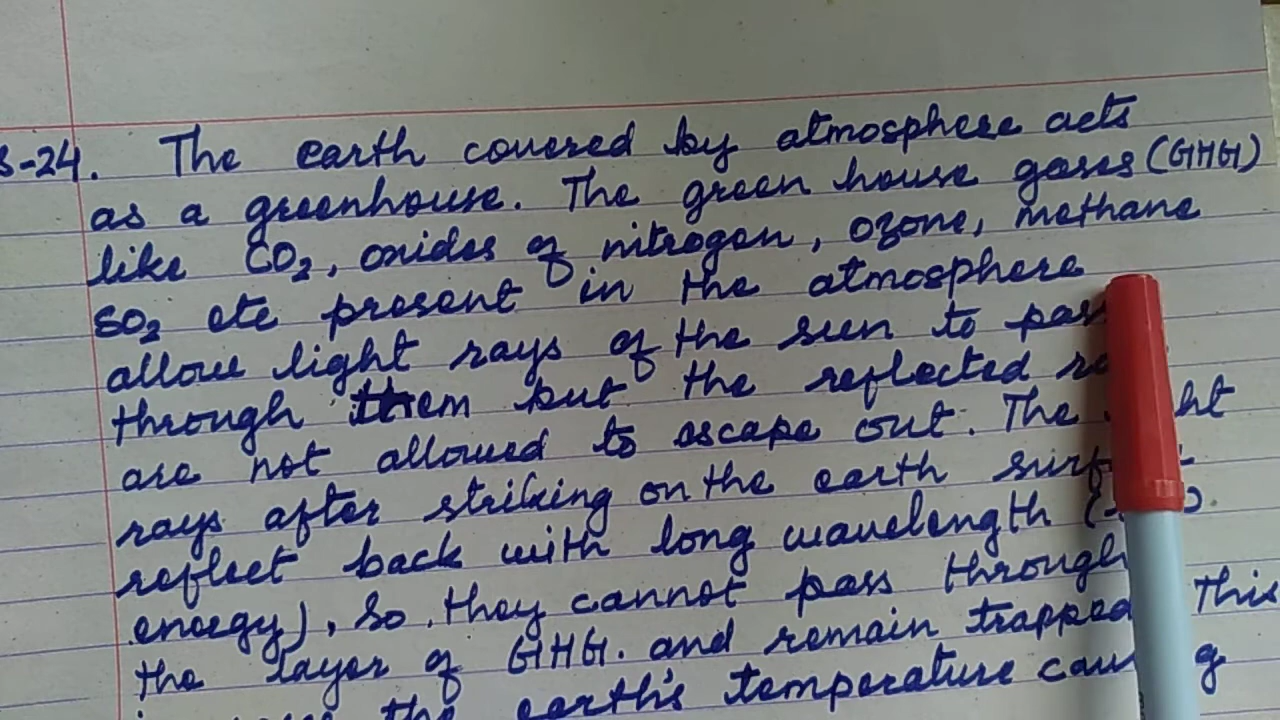 S-24. The earth covered by atmosphere acts
as a greenhouse. The green house gases (GHG)
like CO₂, oxides of nitrogen, ozone, methane
SO₂ etc present in the atmosphere
allow light rays of the sun to pass
through them but the reflected
are not allowed to escape out. The
rays after striking on the earth
reflect back with long wavelength
energy), So, they cannot pass through
the layer of GHG. and remain trapped This
the earth's temperature